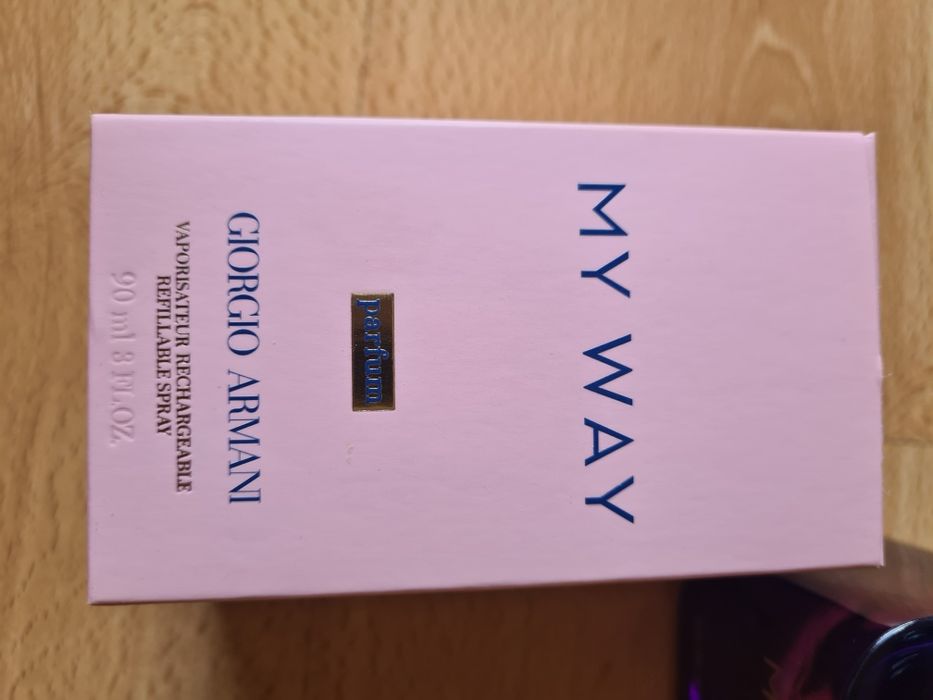 MY WAY
parfum
GIORGIO ARMANI
VAPORISATEUR RECHARGEABLE
REFILLABLE SPRAY
90 ml 3 FL.OZ.